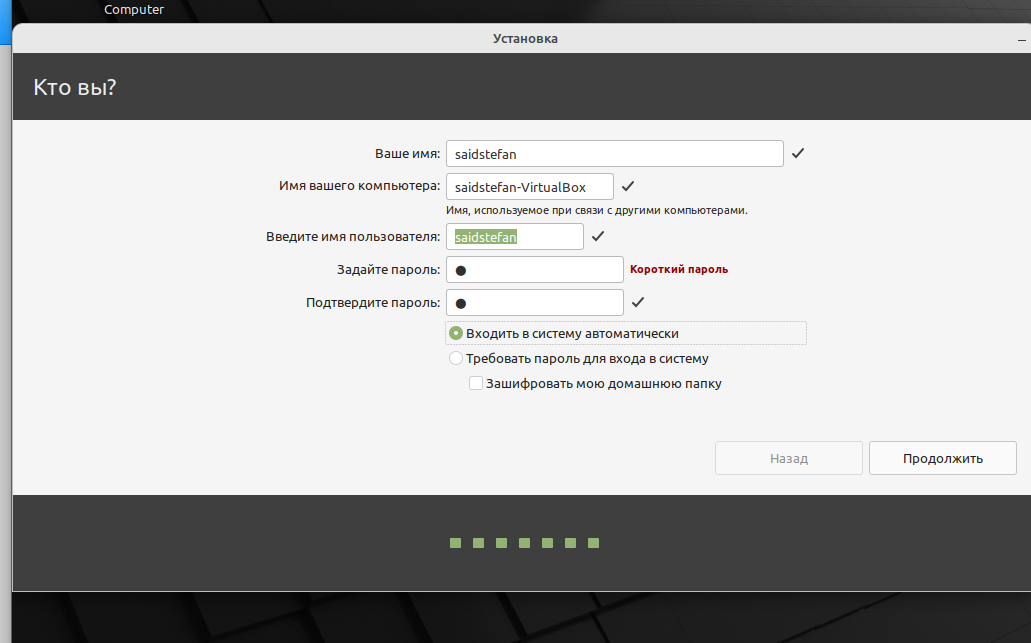 Computer
Установка
Кто вы?
Ваше имя: saidstefan
Имя вашего компьютера: saidstefan-VirtualBox
Имя, используемое при связи с другими компьютерами.
Введите имя пользователя: saidstefan
Задайте пароль: ● Короткий пароль
Подтвердите пароль: ●
Входить в систему автоматически
Требовать пароль для входа в систему
Зашифровать мою домашнюю папку
Назад Продолжить